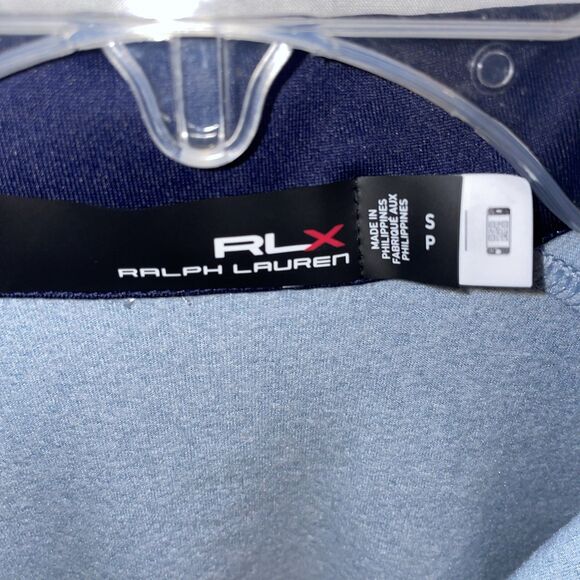 RLX
RALPH LAUREN
MADE IN
PHILIPPINES
FABRIQUÉ AUX
PHILIPPINES
S
P